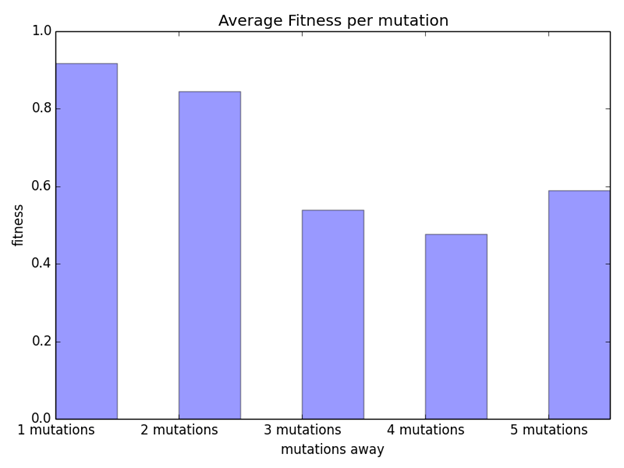 Average Fitness per mutation
1.0
0.8
0.6
0.4
0.2
0.0
fitness
1 mutations 2 mutations 3 mutations 4 mutations 5 mutations
mutations away